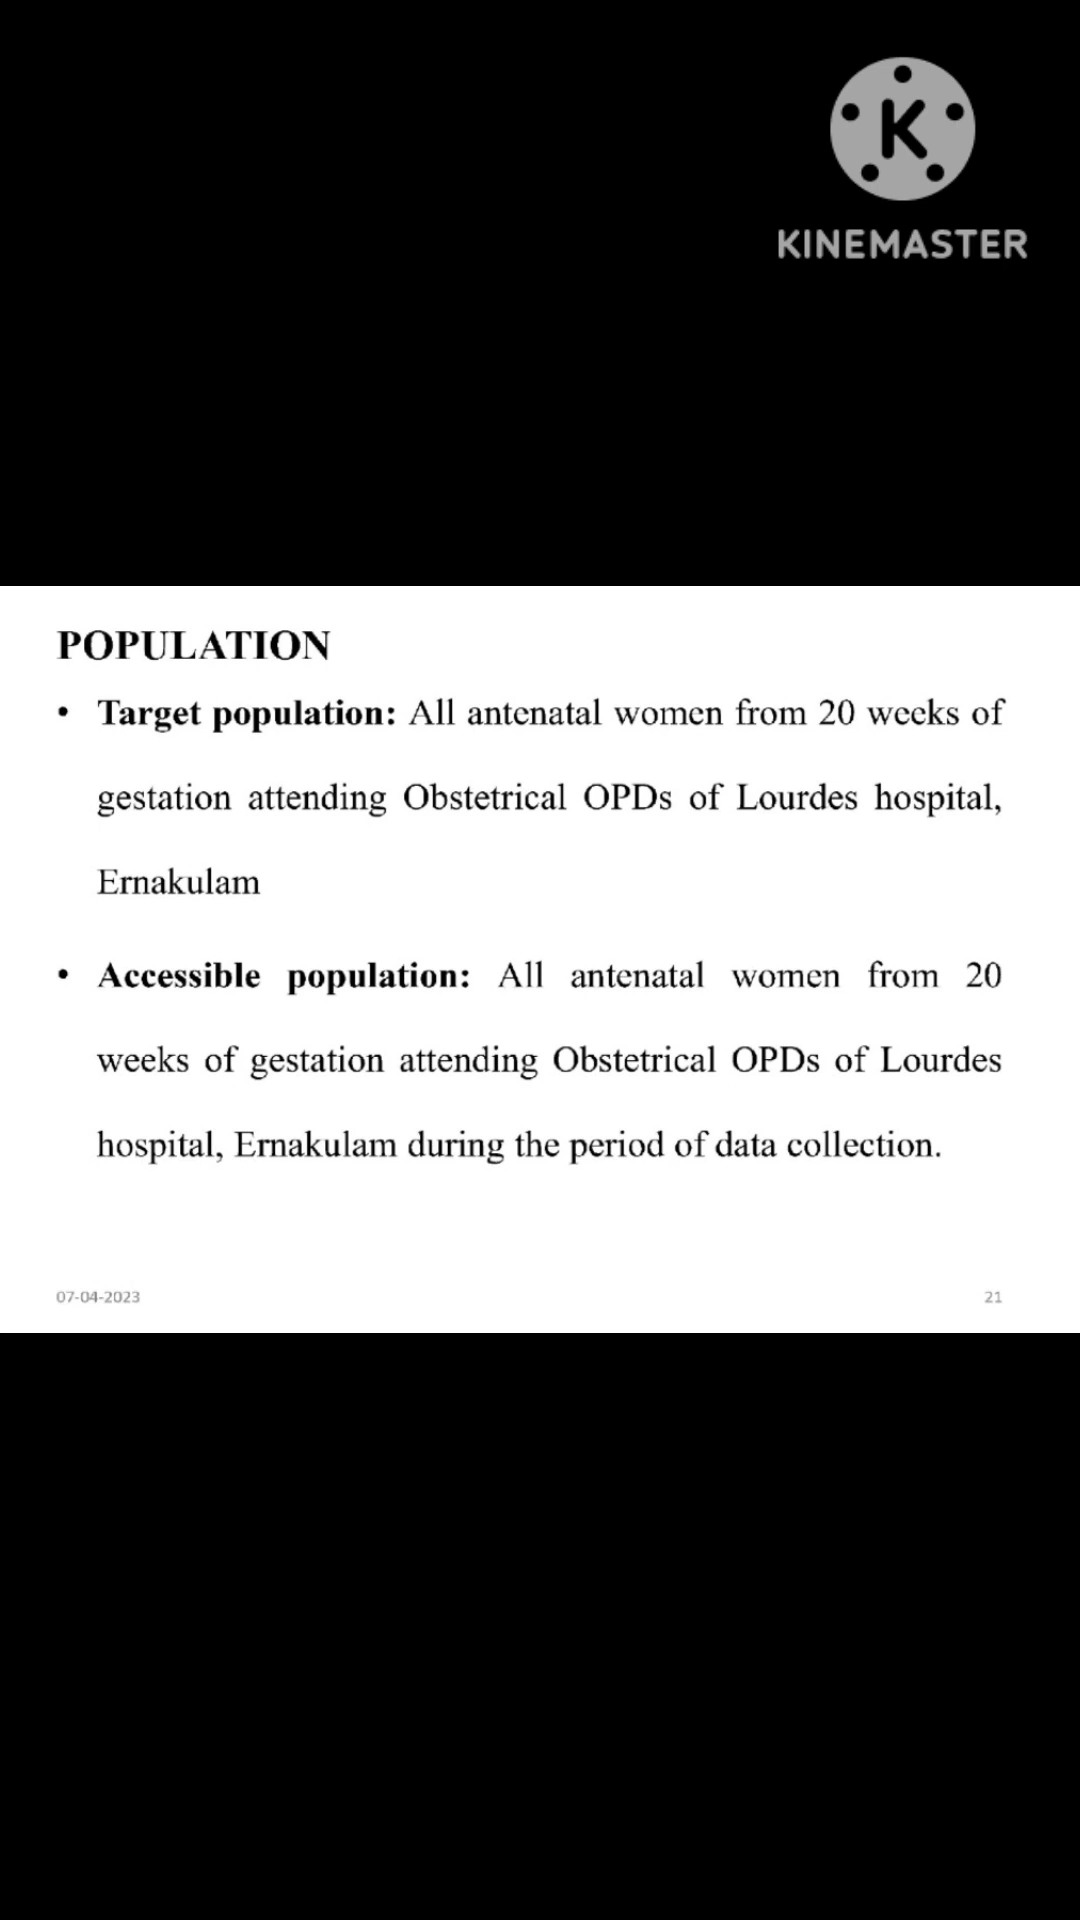 K
KINEMASTER
POPULATION
• Target population: All antenatal women from 20 weeks of
gestation attending Obstetrical OPDs of Lourdes hospital,
Ernakulam
• Accessible population: All antenatal women from 20
weeks of gestation attending Obstetrical OPDs of Lourdes
hospital, Ernakulam during the period of data collection.
07-04-2023
21